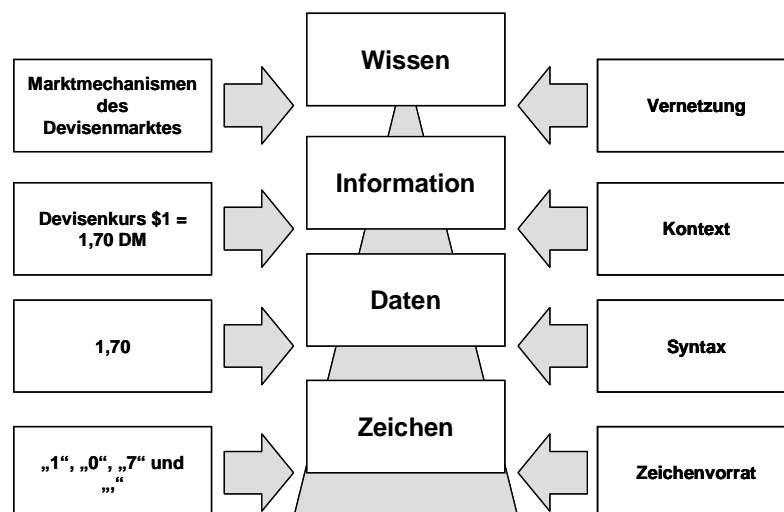 Wissen
Marktmechanismen
des
Devisenmarktes
Vernetzung
Information
Devisenkurs $1 =
1,70 DM
Kontext
Daten
1,70
Syntax
Zeichen
„1“, „0“, „7“ und
„,“
Zeichenvorrat